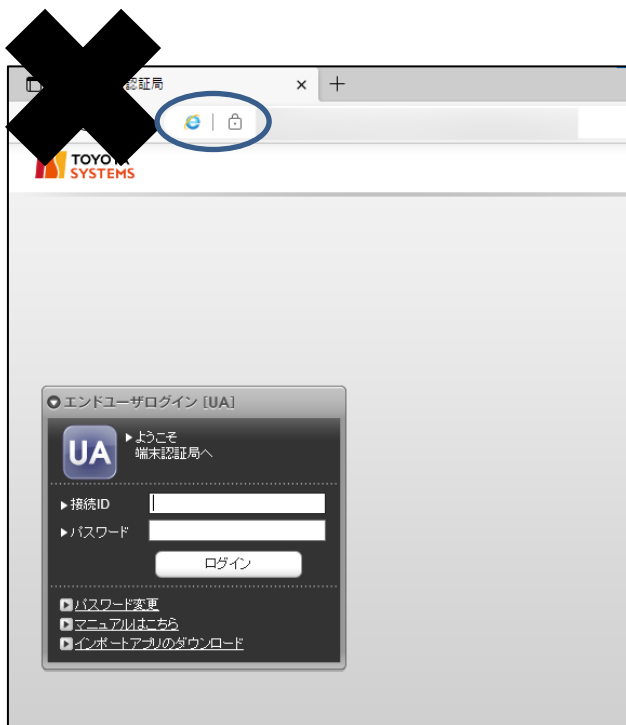 認証局
TOYOTA
SYSTEMS
エンドユーザログイン [UA]
UA
ようこそ
端末認証局へ
接続ID
パスワード
ログイン
パスワード変更
マニュアルはこちら
インポートアプリのダウンロード